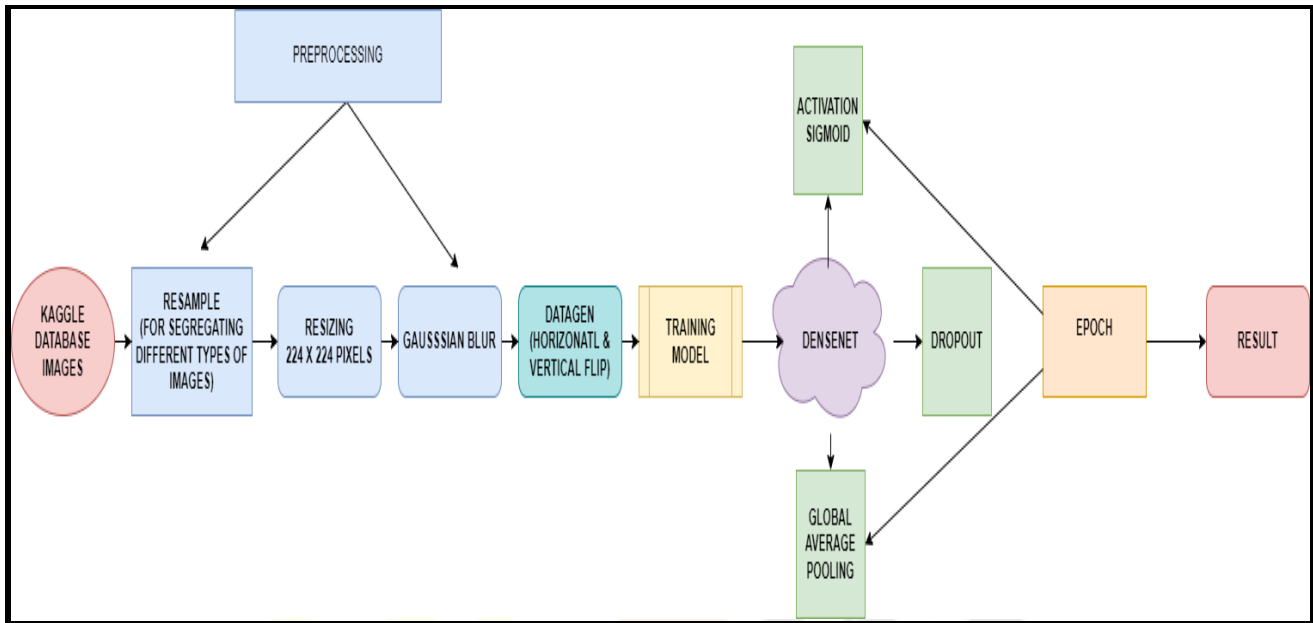 PREPROCESSING
ACTIVATION
SIGMOID
KAGGLE
DATABASE
IMAGES
RESAMPLE
(FOR SEGREGATING
DIFFERENT TYPES OF
IMAGES)
RESIZING
224 X 224 PIXELS
GAUSSSIAN BLUR
DATAGEN
(HORIZONATL &
VERTICAL FLIP)
TRAINING
MODEL
DENSENET
DROPOUT
EPOCH
RESULT
GLOBAL
AVERAGE
POOLING